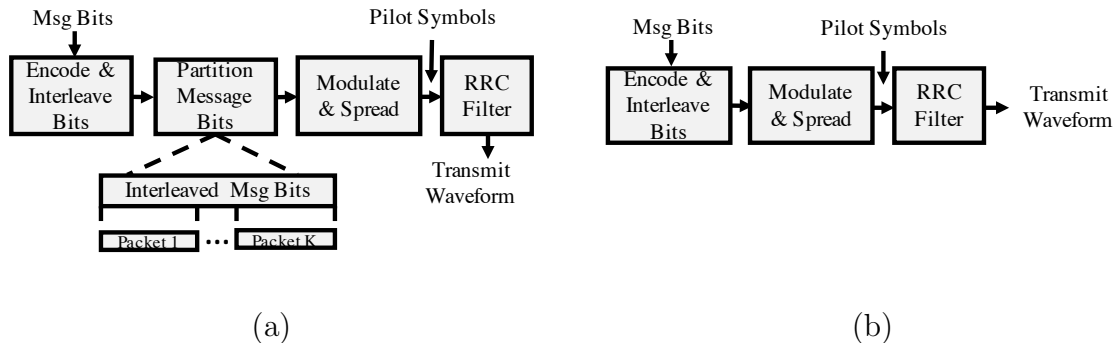 Msg Bits
Pilot Symbols
Encode &
Interleave
Bits
Partition
Message
Bits
Modulate
& Spread
RRC
Filter
Transmit
Waveform
Interleaved Msg Bits
Packet 1
...
Packet K
(a)
Msg Bits
Pilot Symbols
Encode &
Interleave
Bits
Modulate
& Spread
RRC
Filter
Transmit
Waveform
(b)